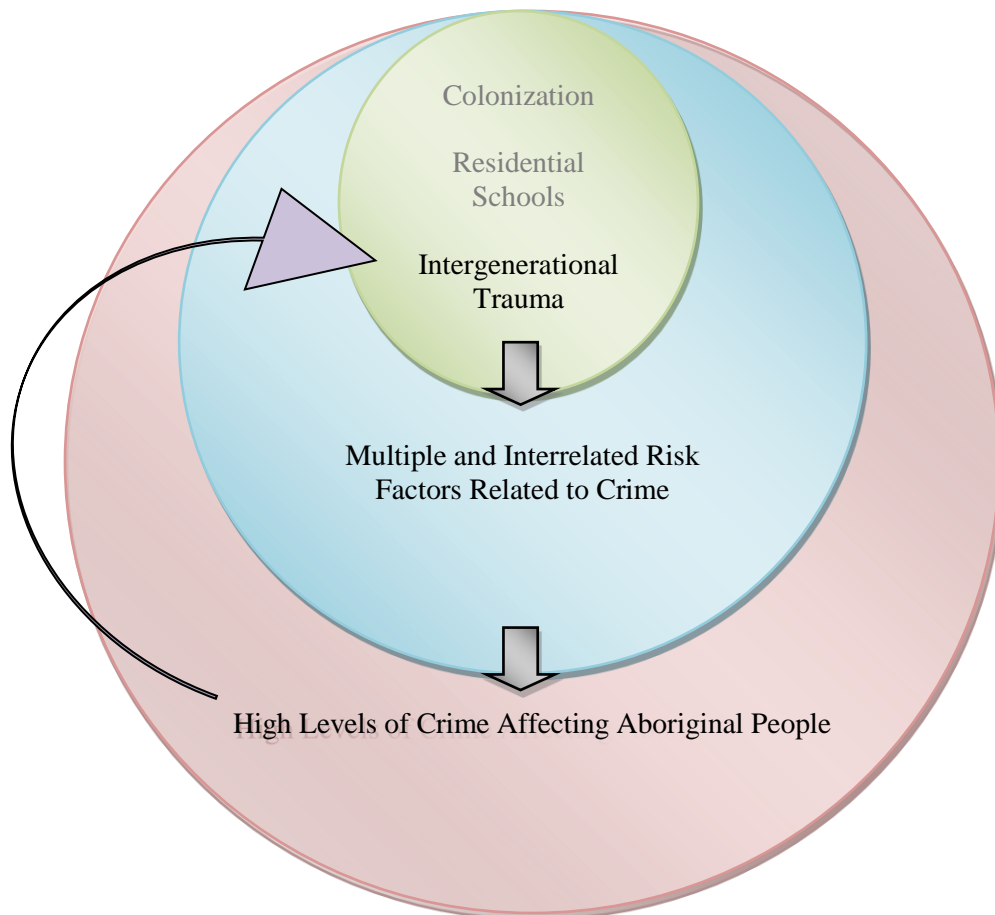 Colonization
Residential
Schools
Intergenerational
Trauma
Multiple and Interrelated Risk
Factors Related to Crime
High Levels of Crime Affecting Aboriginal People